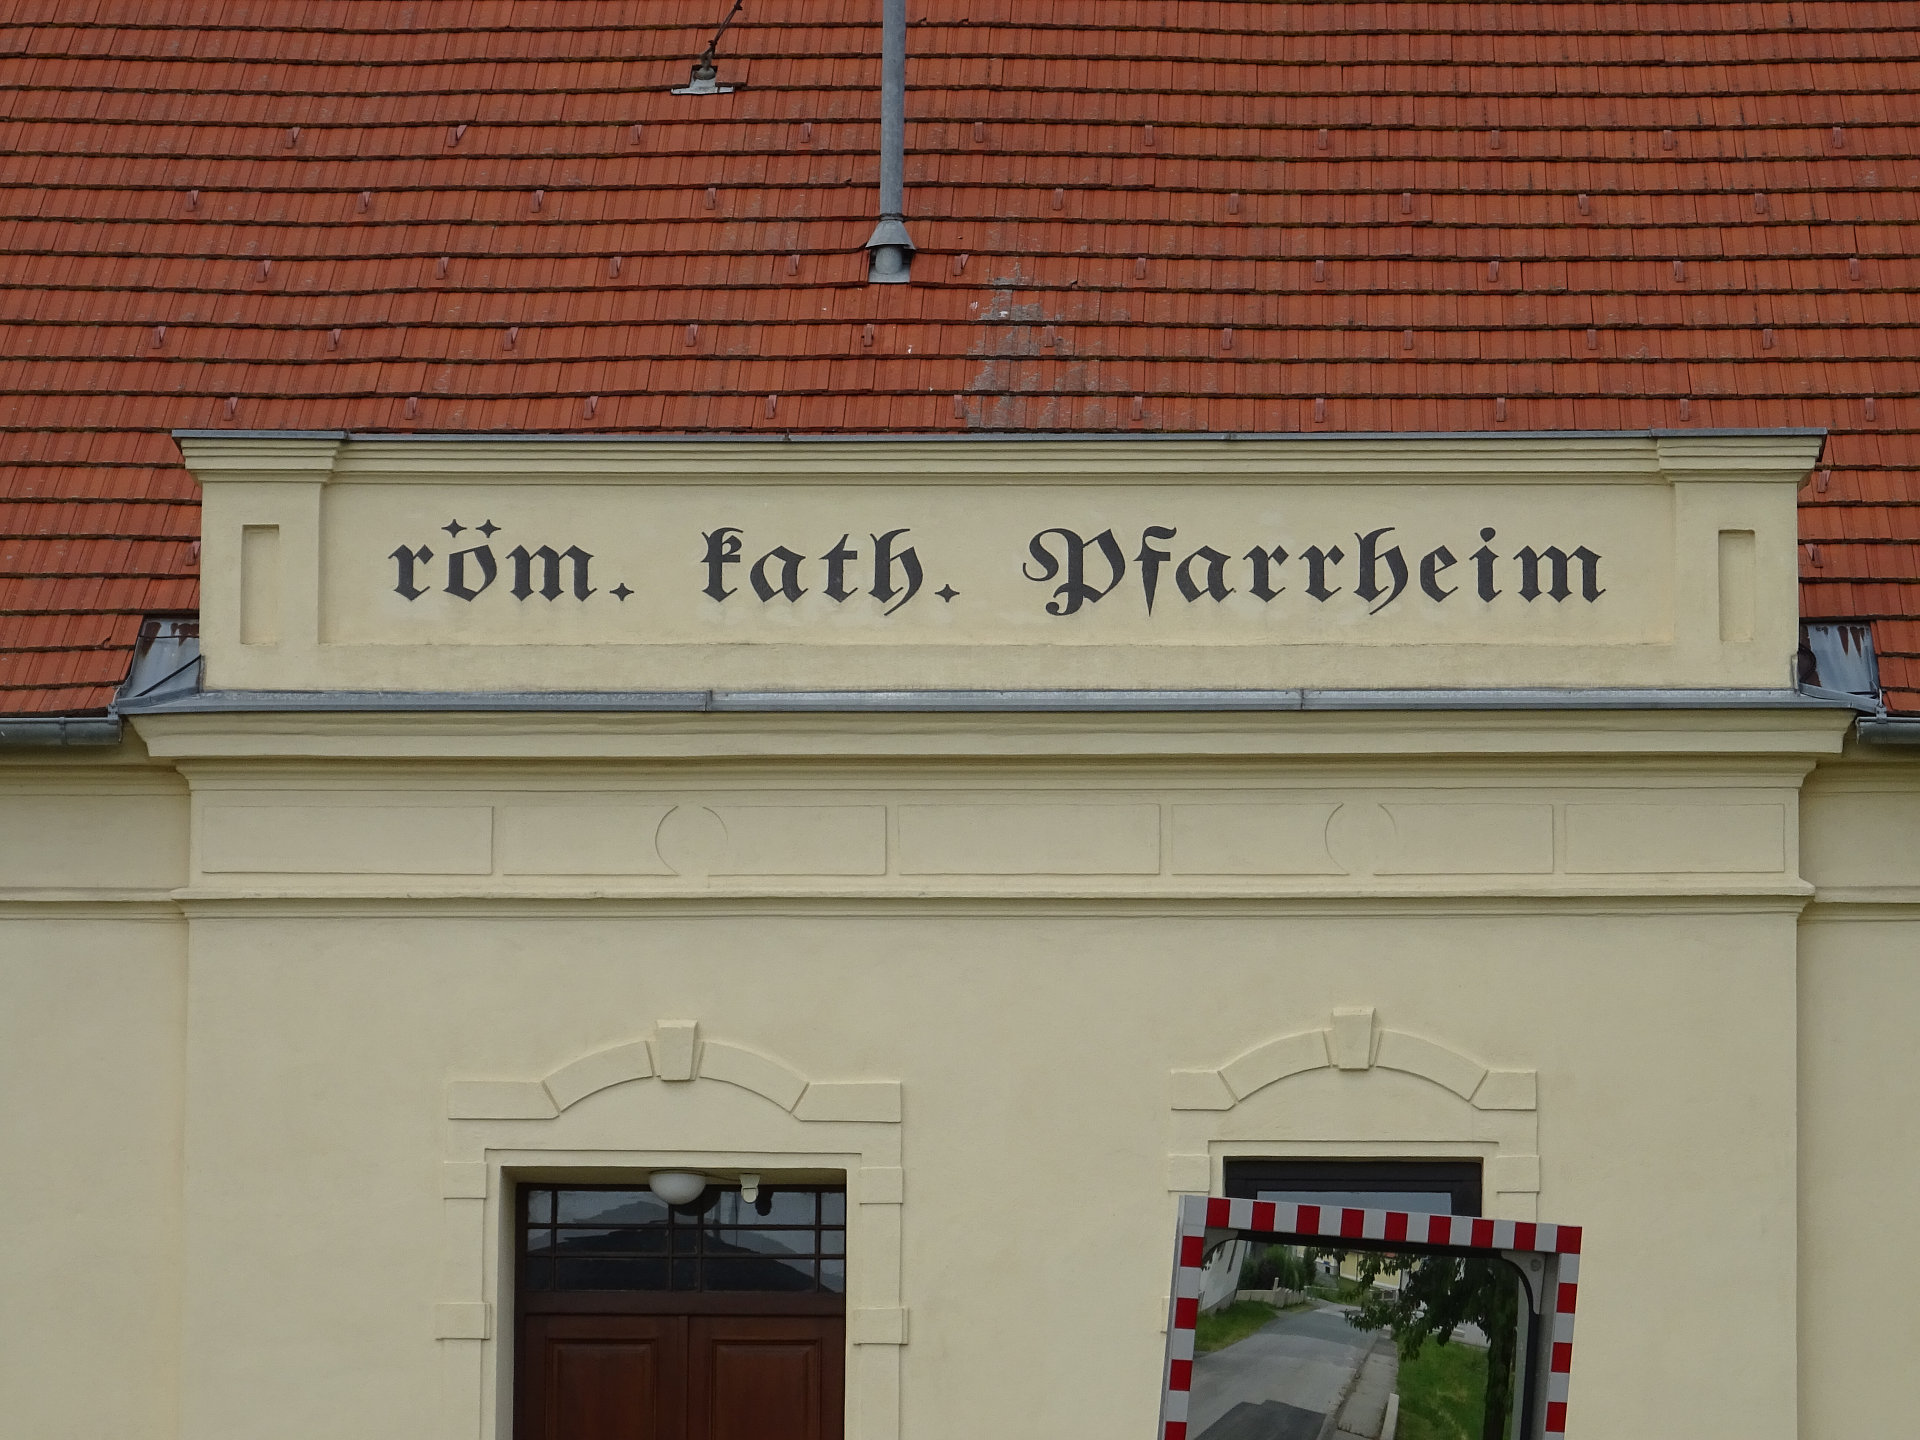 röm. kath. Pfarrheim